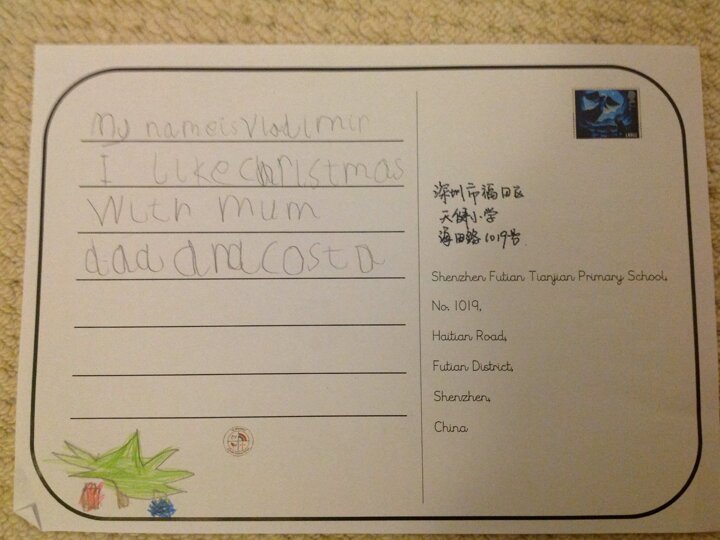 My name is Vladimir
I like christmas
With mum
dad and costa
深圳市福田区
天健小学
海田路1019号
Shenzhen Futian Tianjian Primary School,
No. 1019,
Haitian Road,
Futian District,
Shenzhen,
China